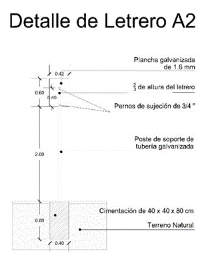 Detalle de Letrero A2
Plancha galvanizada
de 1.6 mm
0.42
⅔ de altura del letrero
0.60
0.40
Pernos de sujeción de 3/4 "
Poste de soporte de
tubería galvanizada
2.00
Cimentación de 40 x 40 x 80 cm
0.80
Terreno Natural
0.40